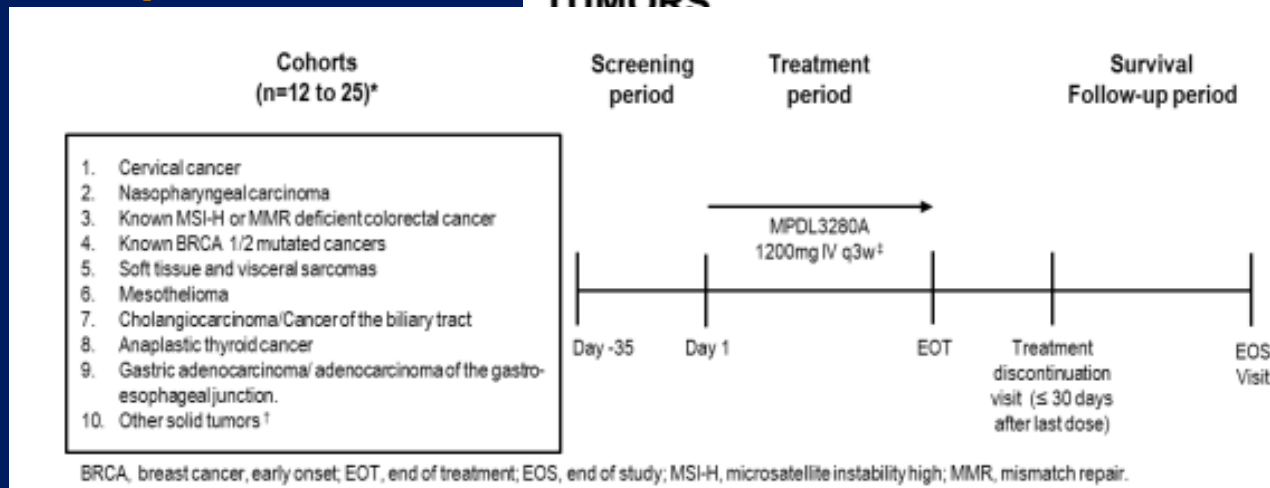 TUMORS
Cohorts
(n=12 to 25)*
Screening
period
Treatment
period
Survival
Follow-up period
1. Cervical cancer
2. Nasopharyngeal carcinoma
3. Known MSI-H or MMR deficient colorectal cancer
4. Known BRCA 1/2 mutated cancers
5. Soft tissue and visceral sarcomas
6. Mesothelioma
7. Cholangiocarcinoma/Cancer of the biliary tract
8. Anaplastic thyroid cancer
9. Gastric adenocarcinoma/ adenocarcinoma of the gastro-
esophageal junction.
10. Other solid tumors†
MPDL3280A
1200mg IV q3w‡
Day -35
Day 1
EOT
Treatment
discontinuation
visit (≤ 30 days
after last dose)
EOS
Visit
BRCA, breast cancer, early onset; EOT, end of treatment; EOS, end of study; MSI-H, microsatellite instability high; MMR, mismatch repair.